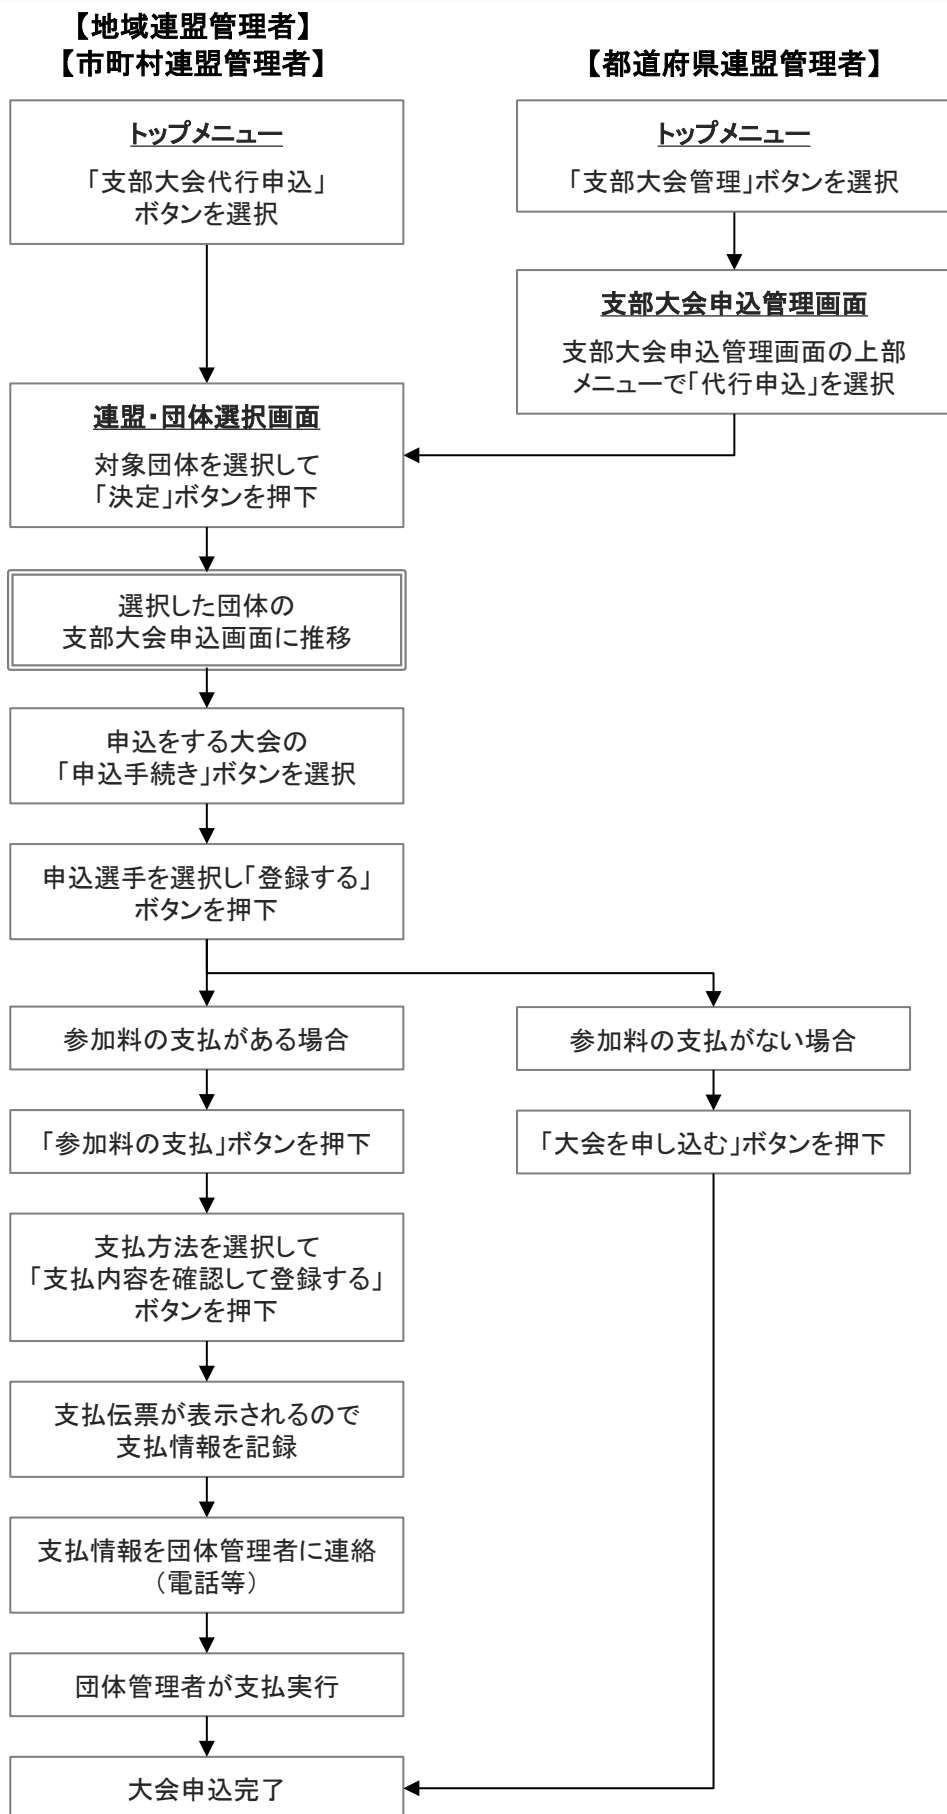 【地域連盟管理者】
【市町村連盟管理者】
【都道府県連盟管理者】
トップメニュー
「支部大会代行申込」
ボタンを選択
トップメニュー
「支部大会管理」ボタンを選択
支部大会申込管理画面
支部大会申込管理画面の上部
メニューで「代行申込」を選択
連盟・団体選択画面
対象団体を選択して
「決定」ボタンを押下
選択した団体の
支部大会申込画面に推移
申込をする大会の
「申込手続き」ボタンを選択
申込選手を選択し「登録する」
ボタンを押下
参加料の支払がある場合
参加料の支払がない場合
「参加料の支払」ボタンを押下
「大会を申し込む」ボタンを押下
支払方法を選択して
「支払内容を確認して登録する」
ボタンを押下
支払伝票が表示されるので
支払情報を記録
支払情報を団体管理者に連絡
（電話等）
団体管理者が支払実行
大会申込完了